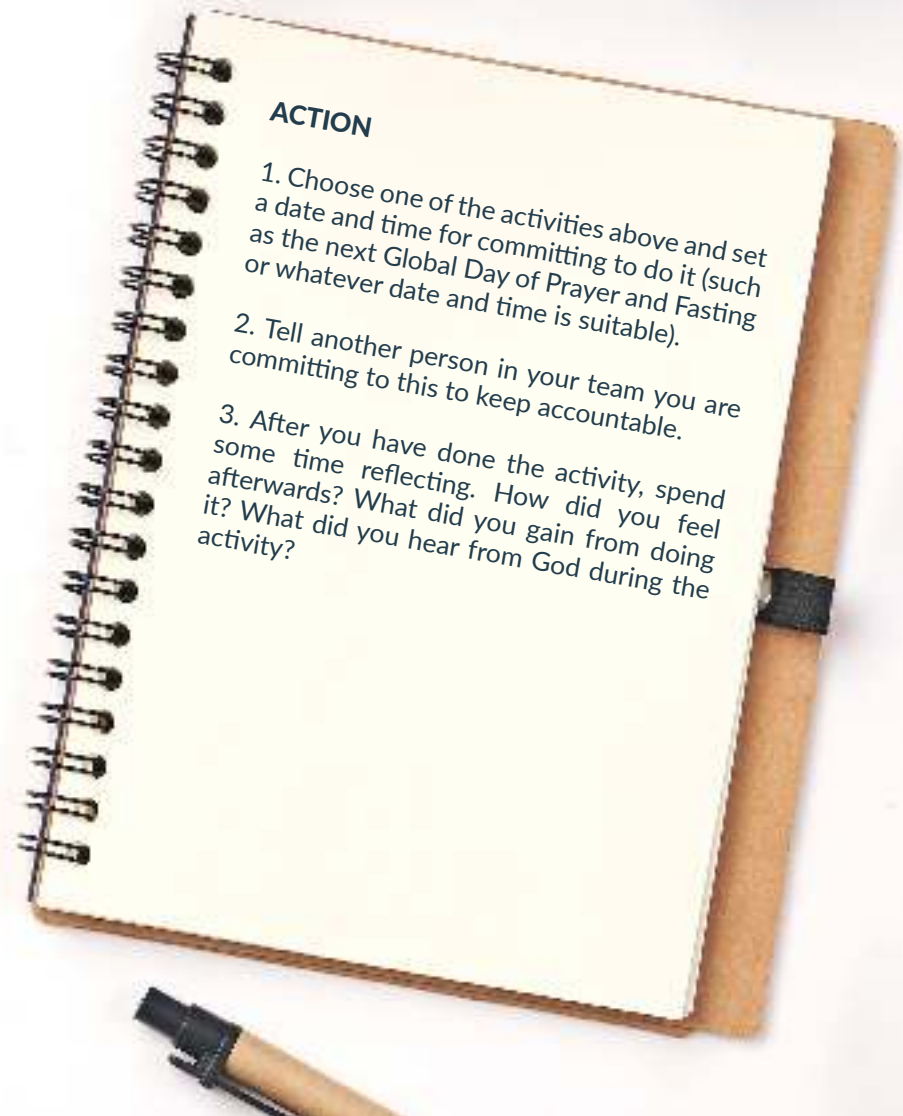 ACTION
1. Choose one of the activities above and set
a date and time for committing to do it (such
as the next Global Day of Prayer and Fasting
or whatever date and time is suitable).
2. Tell another person in your team you are
committing to this to keep accountable.
3. After you have done the activity, spend
some time reflecting. How did you feel
afterwards? What did you gain from doing
it? What did you hear from God during the
activity?